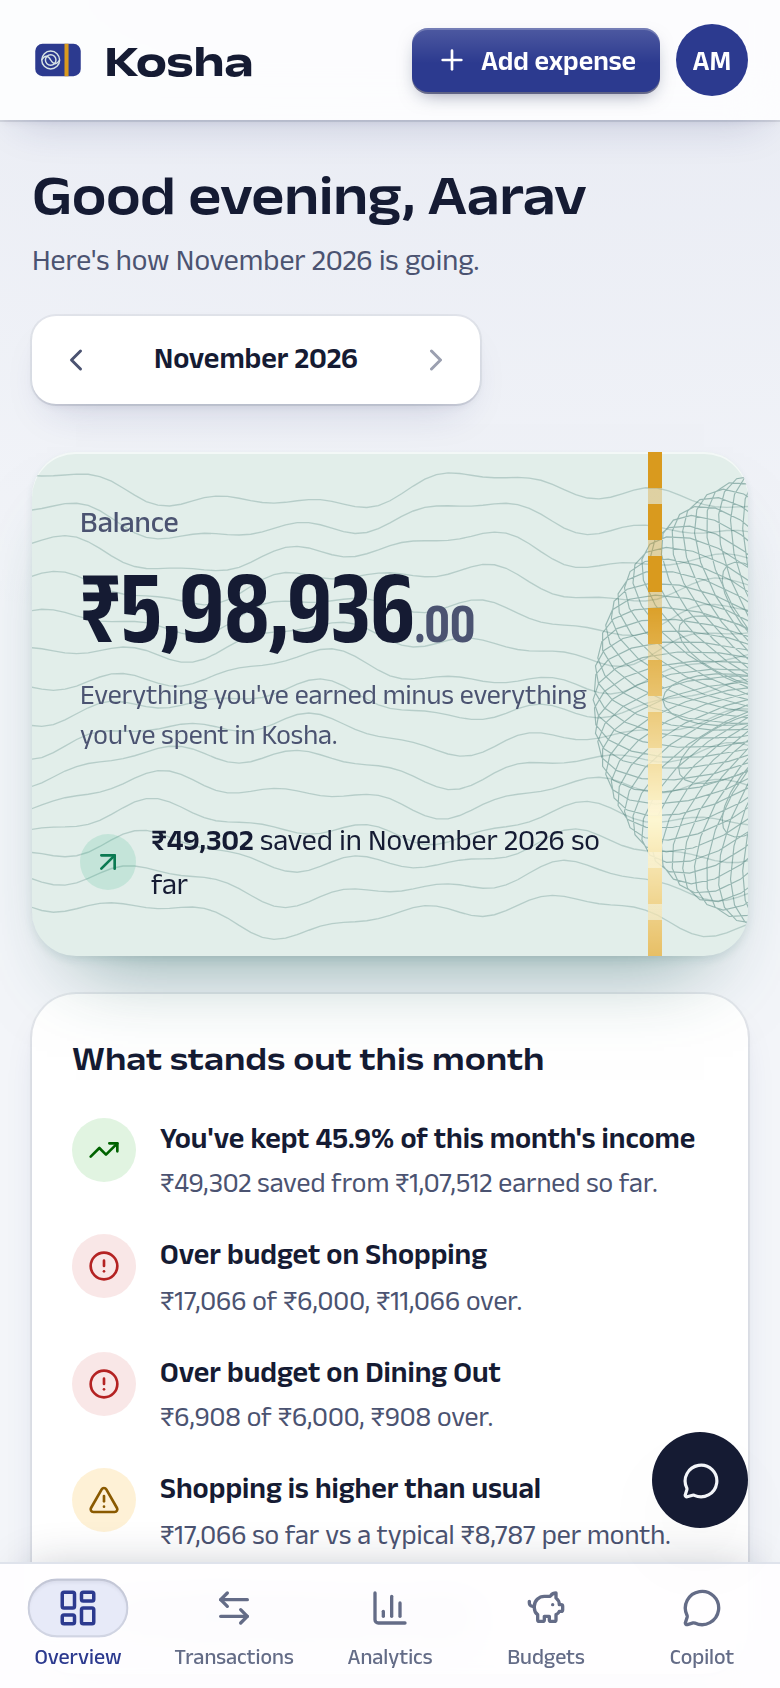 Kosha
Add expense
AM
Good evening, Aarav
Here's how November 2026 is going.
November 2026
Balance
₹5,98,936.00
Everything you've earned minus everything
you've spent in Kosha.
₹49,302 saved in November 2026 so
far
What stands out this month
You've kept 45.9% of this month's income
₹49,302 saved from ₹1,07,512 earned so far.
Over budget on Shopping
₹17,066 of ₹6,000, ₹11,066 over.
Over budget on Dining Out
₹6,908 of ₹6,000, ₹908 over.
Shopping is higher than usual
₹17,066 so far vs a typical ₹8,787 per month.
Overview
Transactions
Analytics
Budgets
Copilot